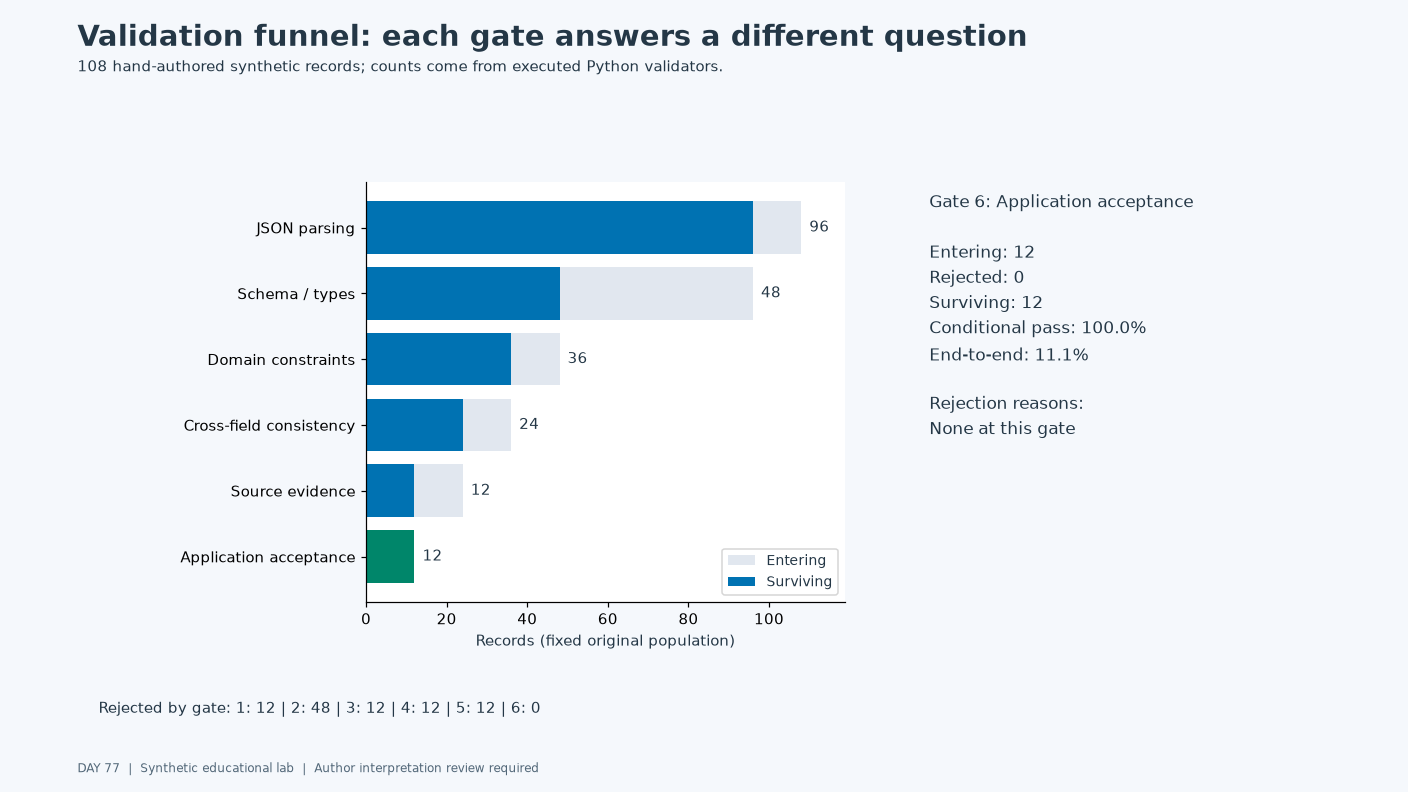 Validation funnel: each gate answers a different question
108 hand-authored synthetic records; counts come from executed Python validators.
JSON parsing
96
Schema / types
48
Domain constraints
36
Cross-field consistency
24
Source evidence
12
Application acceptance
12
Entering
Surviving
0 20 40 60 80 100
Records (fixed original population)
Gate 6: Application acceptance
Entering: 12
Rejected: 0
Surviving: 12
Conditional pass: 100.0%
End-to-end: 11.1%
Rejection reasons:
None at this gate
Rejected by gate: 1: 12 | 2: 48 | 3: 12 | 4: 12 | 5: 12 | 6: 0
DAY 77 | Synthetic educational lab | Author interpretation review required